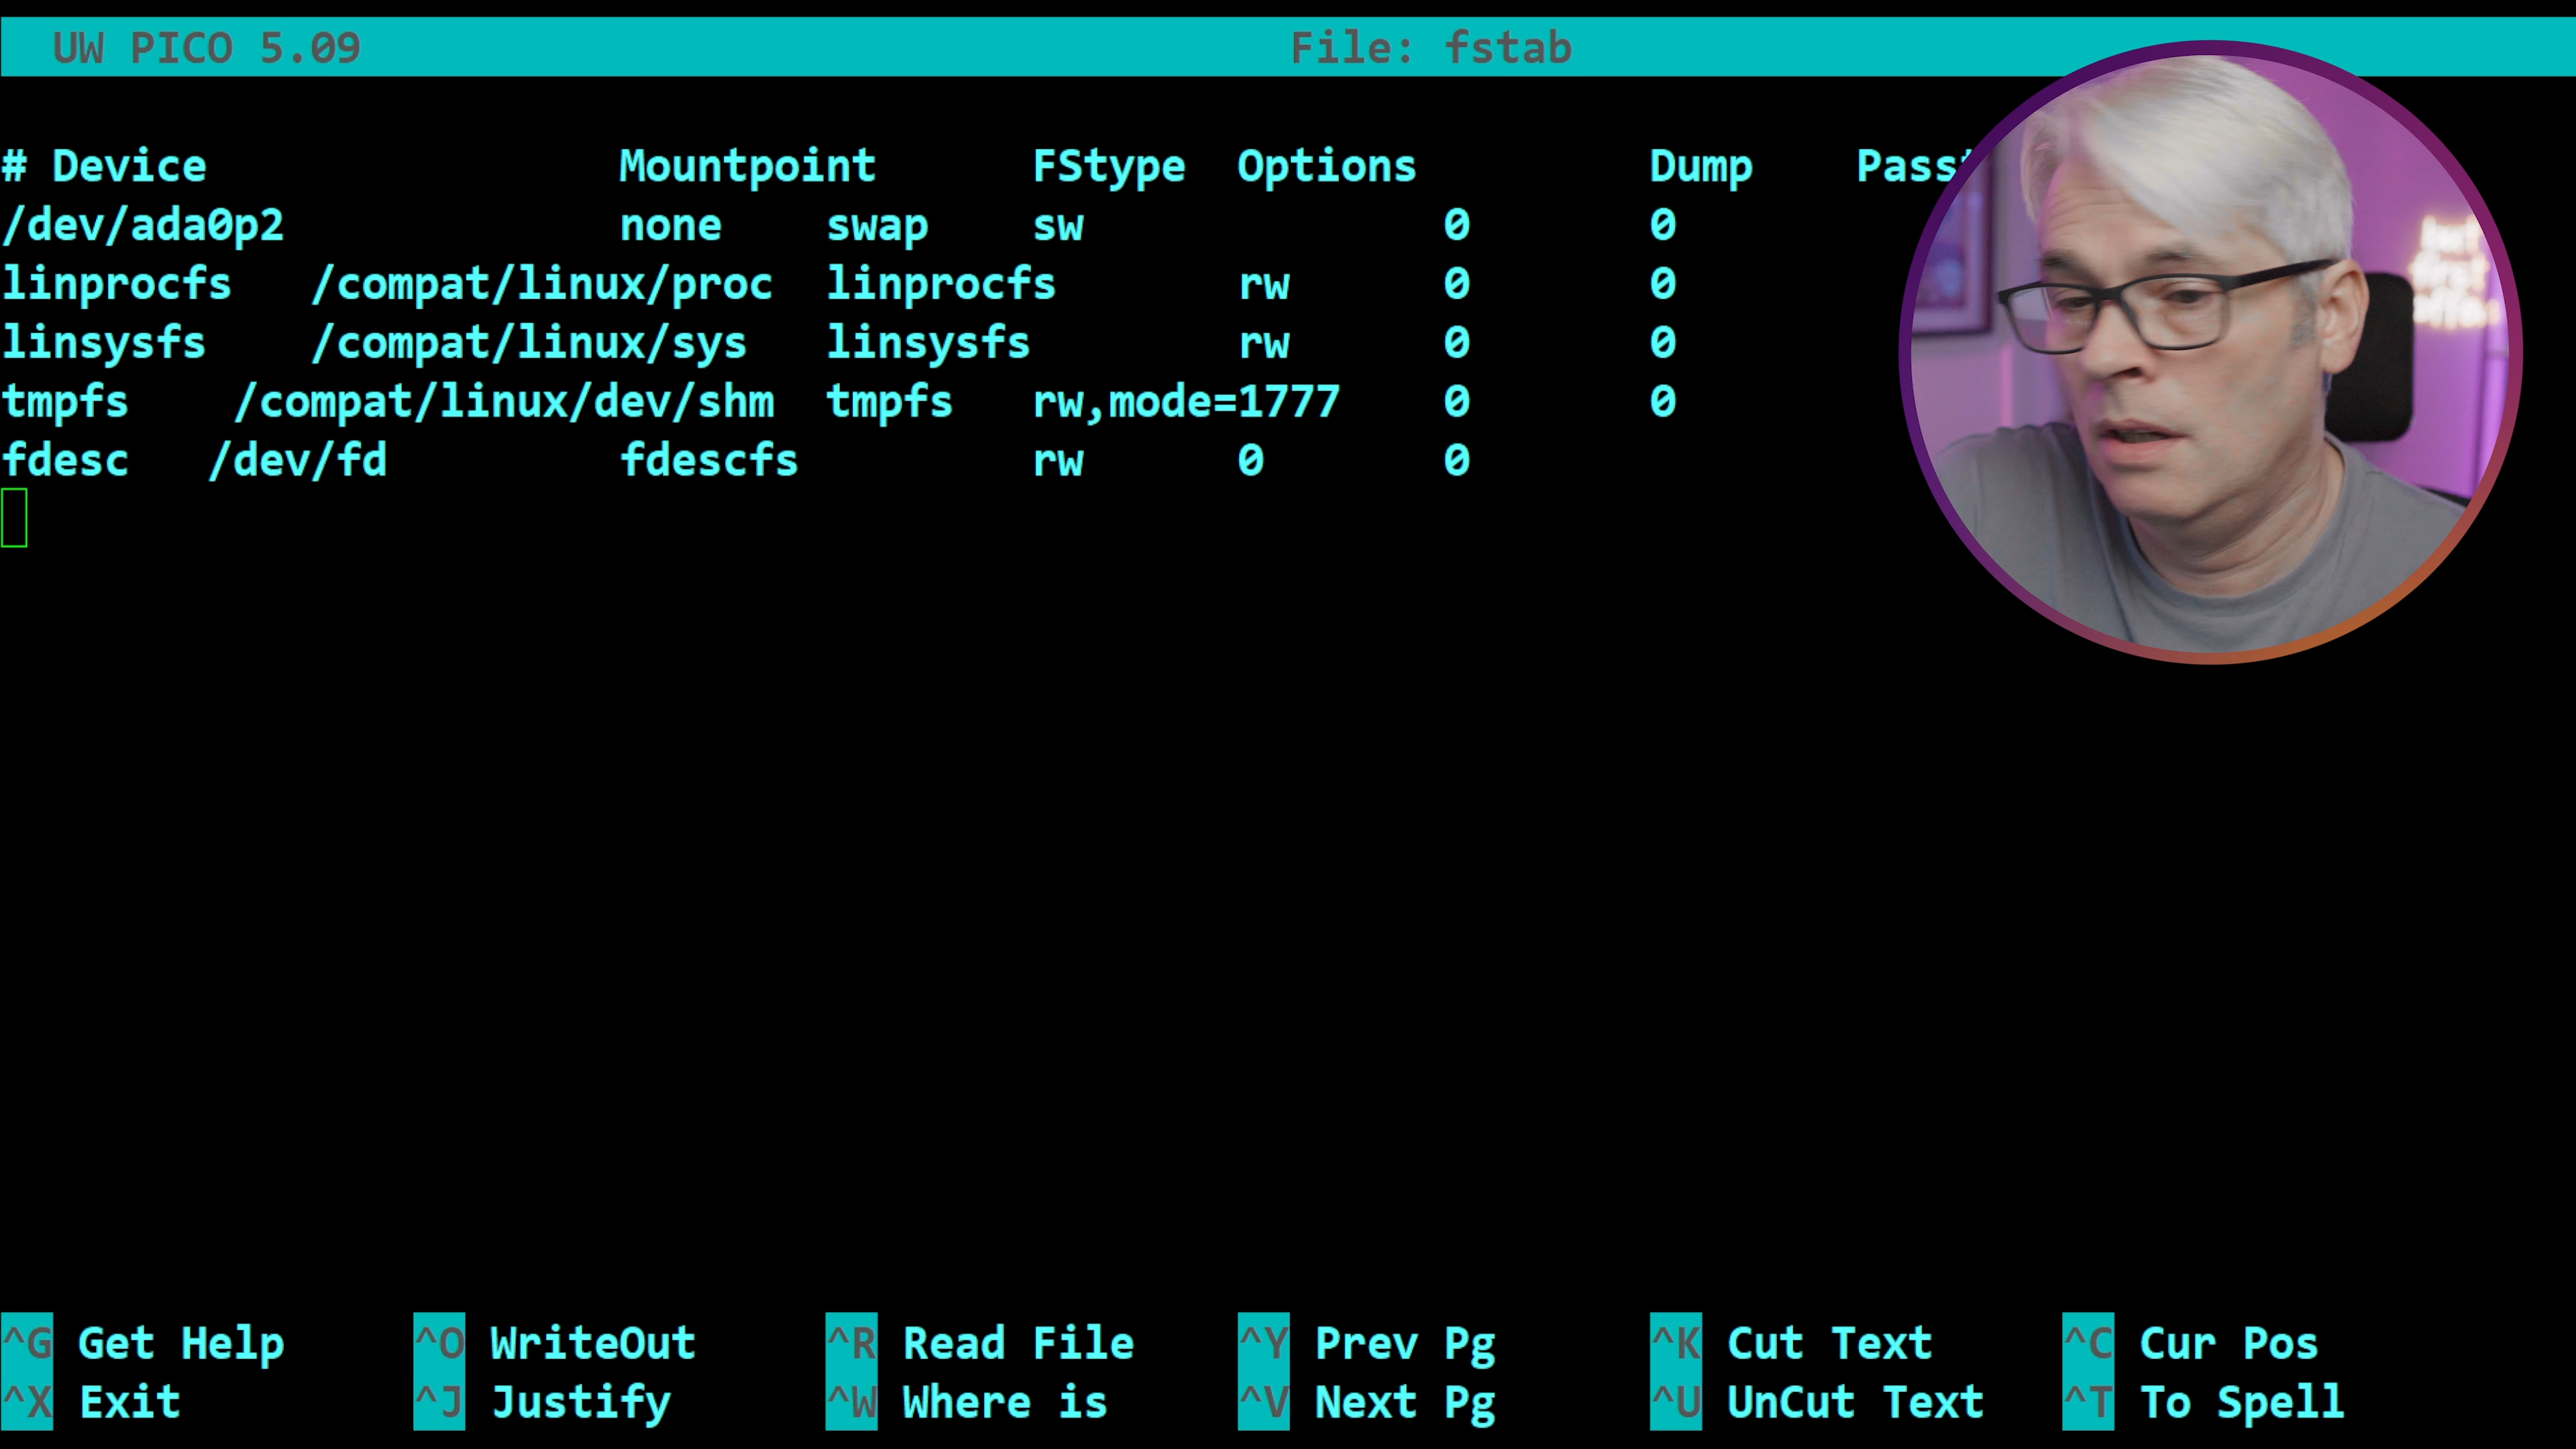 UW PICO 5.09 File: fstab
# Device Mountpoint FStype Options Dump Pass
/dev/ada0p2 none swap sw 0 0
linprocfs /compat/linux/proc linprocfs rw 0 0
linsysfs /compat/linux/sys linsysfs rw 0 0
tmpfs /compat/linux/dev/shm tmpfs rw,mode=1777 0 0
fdesc /dev/fd fdescfs rw 0 0
^G Get Help ^O WriteOut ^R Read File ^Y Prev Pg ^K Cut Text ^C Cur Pos
^X Exit ^J Justify ^W Where is ^V Next Pg ^U UnCut Text ^T To Spell